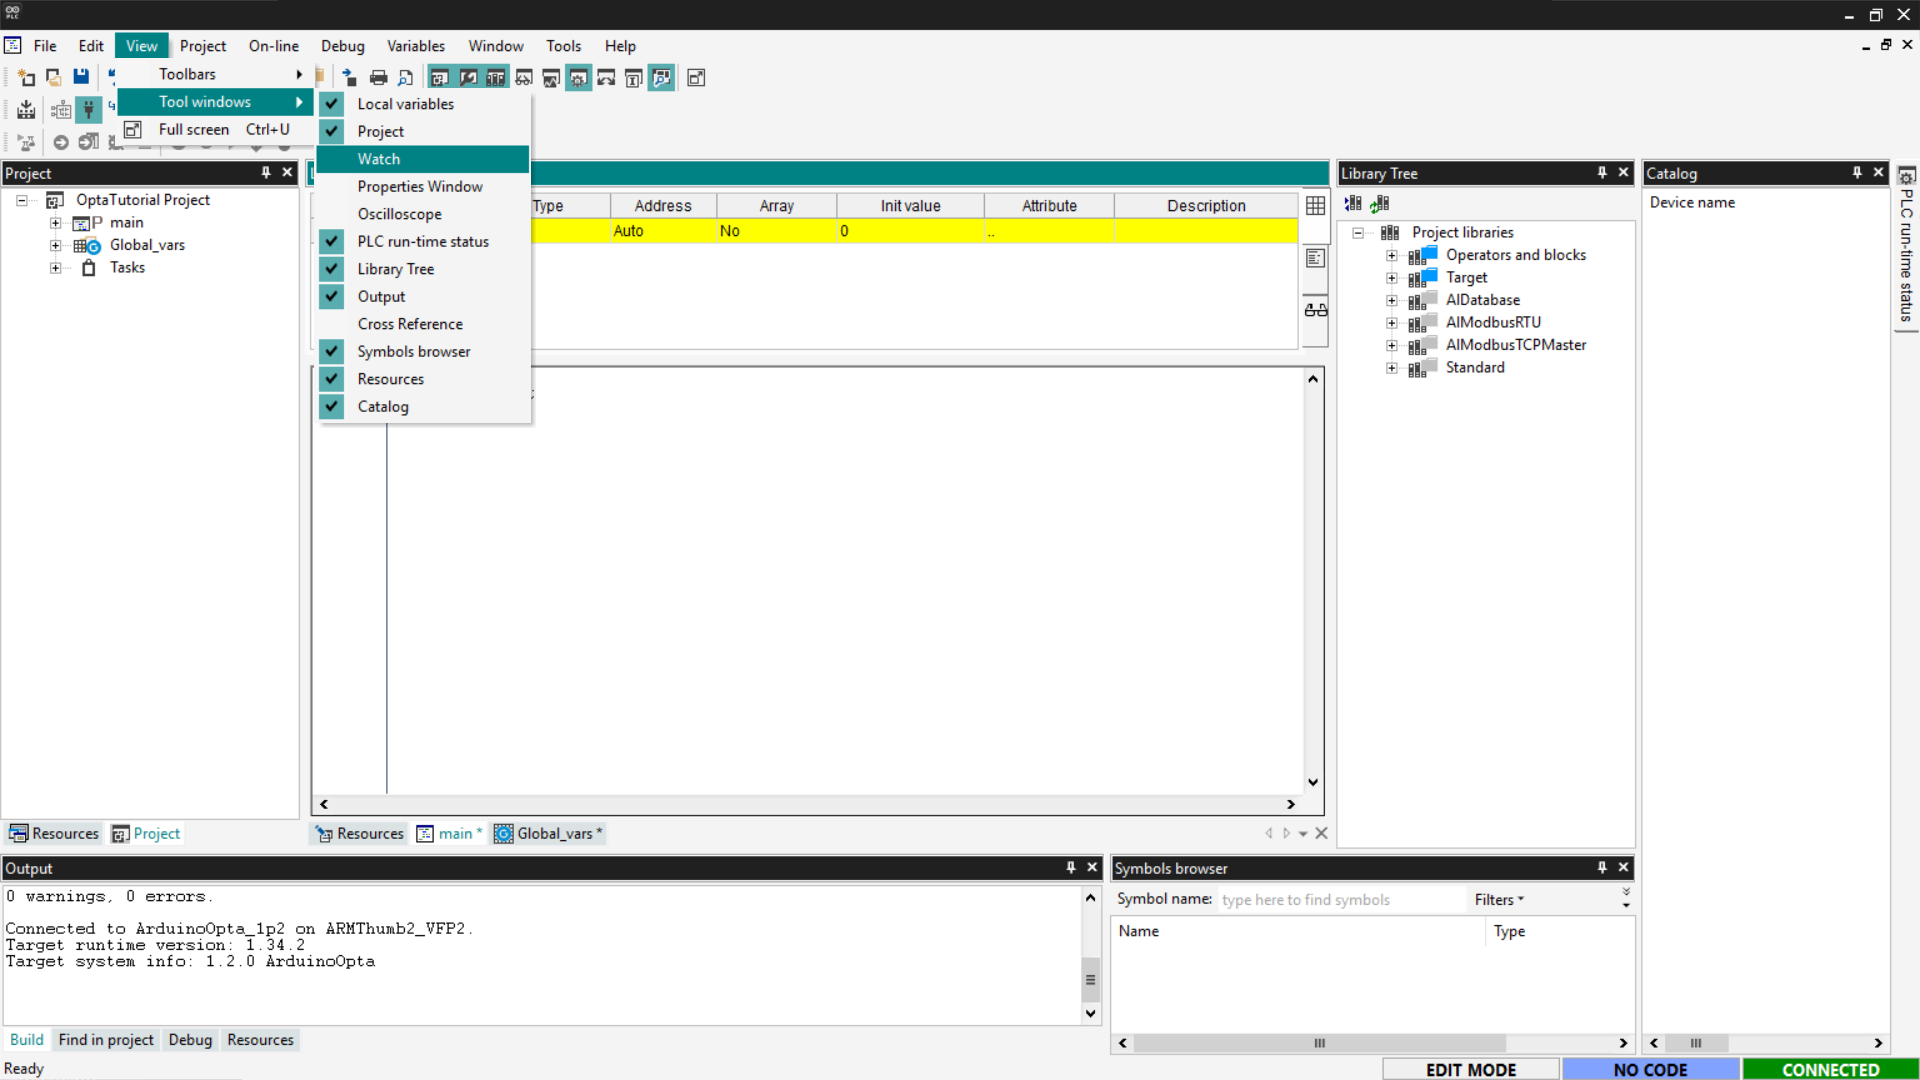 PLC
File Edit View Project On-line Debug Variables Window Tools Help
Toolbars
Tool windows
Full screen Ctrl+U
Local variables
Project
Watch
Properties Window
Oscilloscope
PLC run-time status
Library Tree
Output
Cross Reference
Symbols browser
Resources
Catalog
Project
OptaTutorial Project
main
Global_vars
Tasks
Type Address Array Init value Attribute Description
Auto No 0 ..
Library Tree
Project libraries
Operators and blocks
Target
AlDatabase
AlModbusRTU
AlModbusTCPMaster
Standard
Catalog
Device name
PLC run-time status
Resources Project
Resources main * Global_vars *
Output
0 warnings, 0 errors.
Connected to ArduinoOpta_1p2 on ARMThumb2_VFP2.
Target runtime version: 1.34.2
Target system info: 1.2.0 ArduinoOpta
Build Find in project Debug Resources
Symbols browser
Symbol name: type here to find symbols Filters
Name Type
Ready
EDIT MODE NO CODE CONNECTED